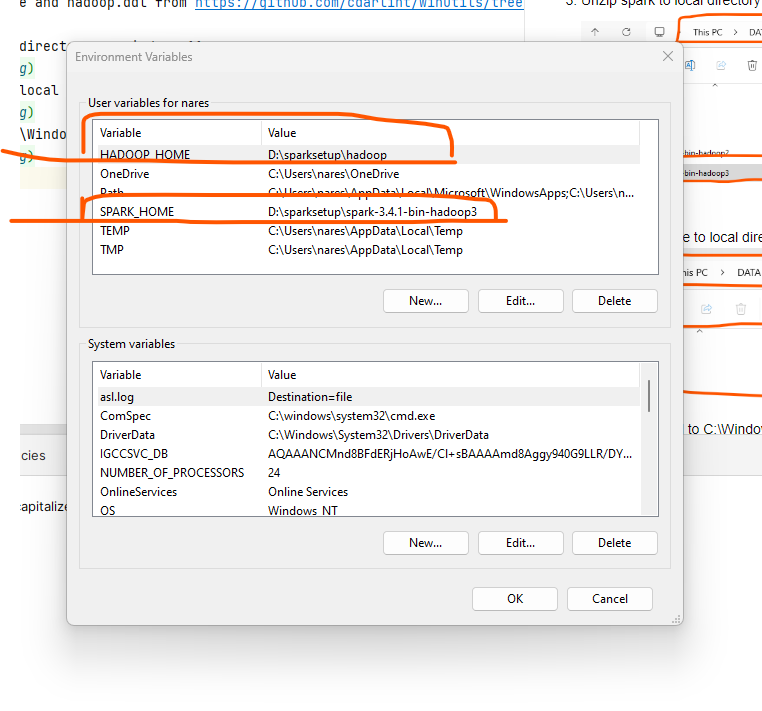 e and hadoop.ddl from https://github.com/cdarlint/winutils/tree
5. Unzip spark to local directory
This PC > DA
direct
g)
local
g)
\Windo
g)
Environment Variables
User variables for nares
Variable Value
HADOOP_HOME D:\sparksetup\hadoop
OneDrive C:\Users\nares\OneDrive
Path C:\Users\nares\AppData\Local\Microsoft\WindowsApps;C:\Users\n...
SPARK_HOME D:\sparksetup\spark-3.4.1-bin-hadoop3
TEMP C:\Users\nares\AppData\Local\Temp
TMP C:\Users\nares\AppData\Local\Temp
New... Edit... Delete
System variables
Variable Value
asl.log Destination=file
ComSpec C:\windows\system32\cmd.exe
DriverData C:\Windows\System32\Drivers\DriverData
IGCCSVC_DB AQAAANCMnd8BFdERjHoAwE/CI+sBAAAAmd8Aggy940G9LLR/DY...
NUMBER_OF_PROCESSORS 24
OnlineServices Online Services
OS Windows_NT
New... Edit... Delete
OK Cancel
bin-hadoop2
bin-hadoop3
e to local dire
his PC > DATA
l to C:\Windo
cies
capitalize